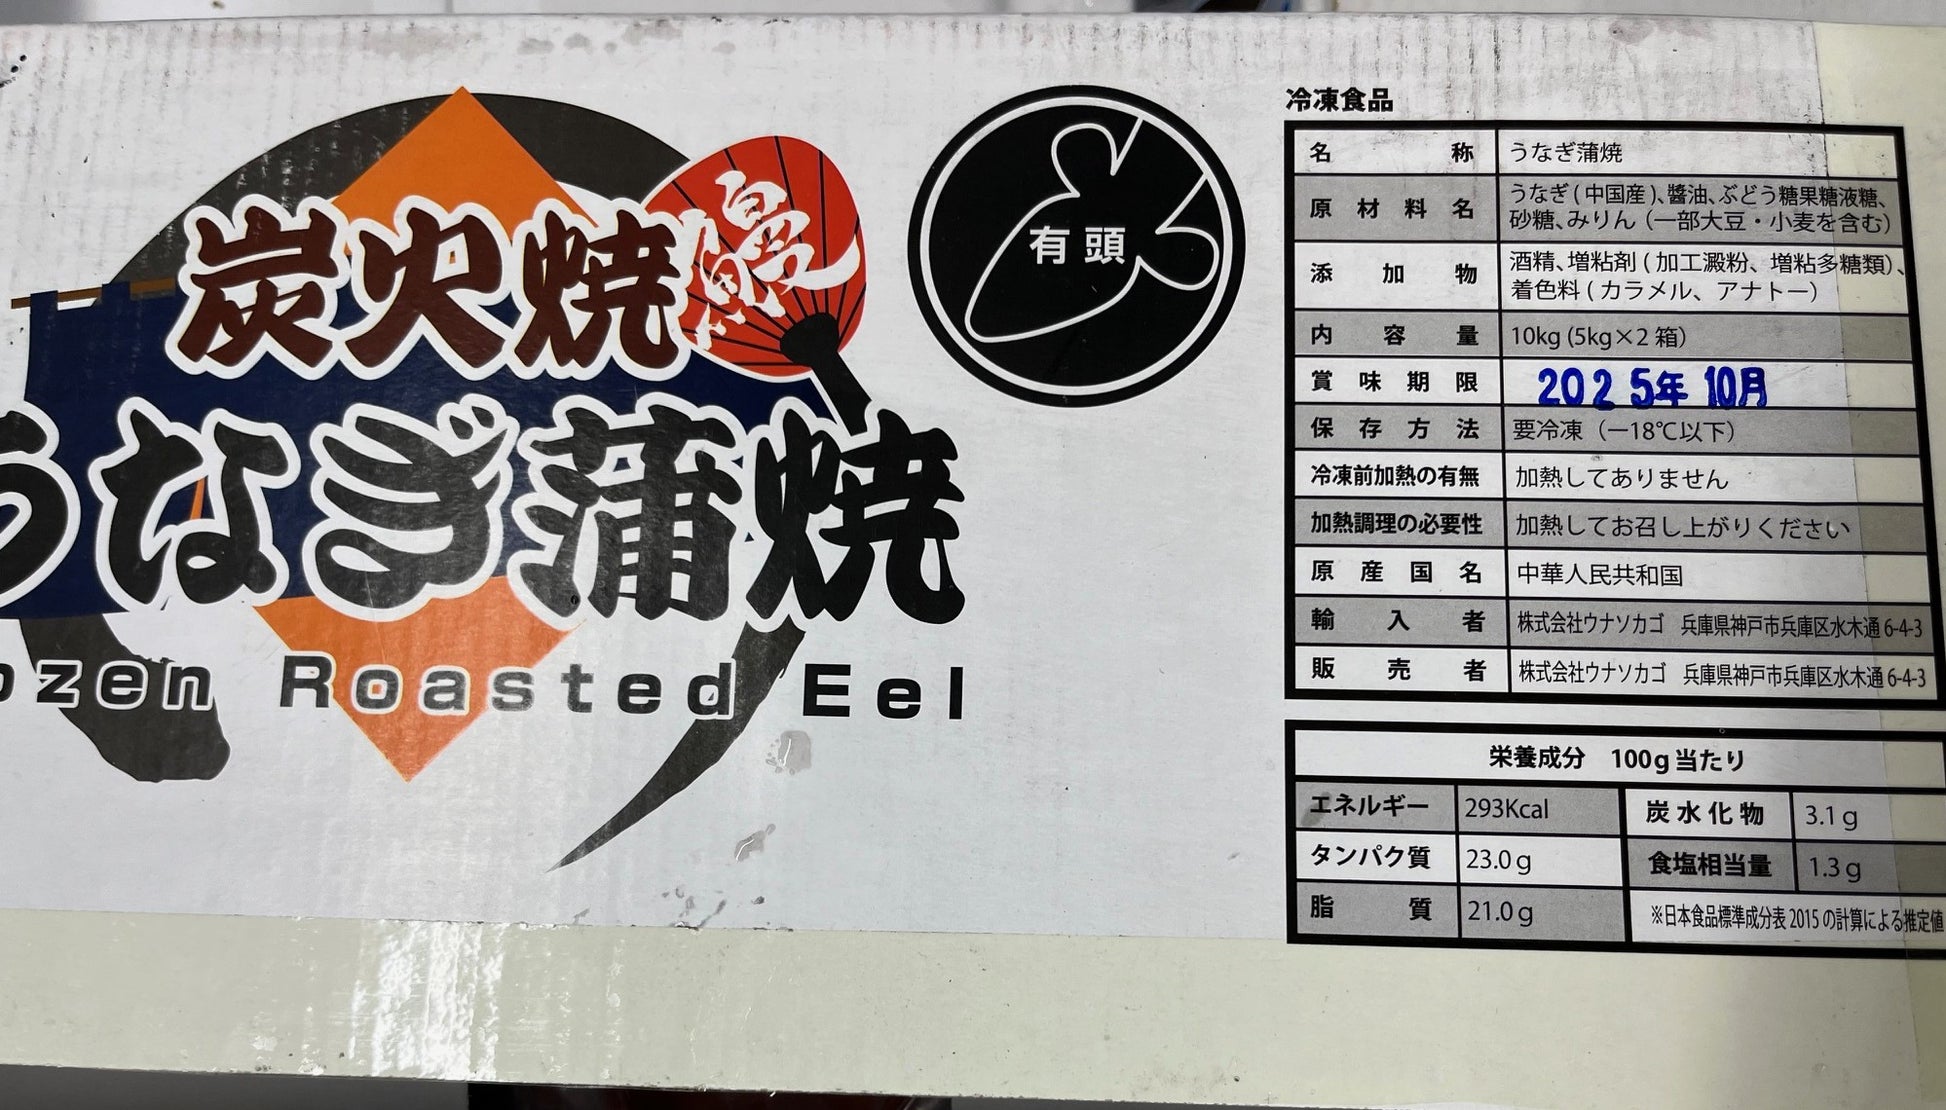 炭火焼
鰻
うなぎ蒲焼
ozen Roasted Eel
有頭
冷凍食品
名称 うなぎ蒲焼
原材料名 うなぎ(中国産)、醬油、ぶどう糖果糖液糖、
砂糖、みりん(一部大豆・小麦を含む)
添加物 酒精、増粘剤(加工澱粉、増粘多糖類)、
着色料(カラメル、アナトー)
内容量 10kg (5kg×2箱)
賞味期限 2025年10月
保存方法 要冷凍(ー18℃以下)
冷凍前加熱の有無 加熱してありません
加熱調理の必要性 加熱してお召し上がりください
原産国名 中華人民共和国
輸入者 株式会社ウナソカゴ 兵庫県神戸市兵庫区水木通6-4-3
販売者 株式会社ウナソカゴ 兵庫県神戸市兵庫区水木通6-4-3
栄養成分 100g当たり
エネルギー 293Kcal 炭水化物 3.1g
タンパク質 23.0g 食塩相当量 1.3g
脂質 21.0g ※日本食品標準成分表2015の計算による推定値